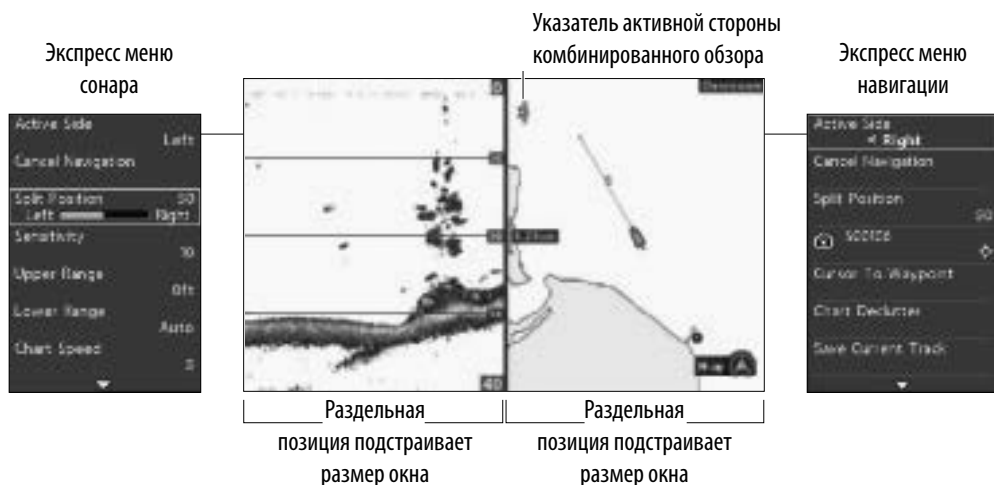 Указатель активной стороны
комбинированного обзора
Экспресс меню
сонара
Экспресс меню
навигации
Active Side
Left
Cancel Navigation
Split Position 50
Left Right
Sensitivity
10
Upper Range
0ft
Lower Range
Auto
Chart Speed
Active Side
Right
Cancel Navigation
Split Position
50
Cursor To Waypoint
Chart Declutter
Save Current Track
Раздельная
позиция подстраивает
размер окна
Раздельная
позиция подстраивает
размер окна